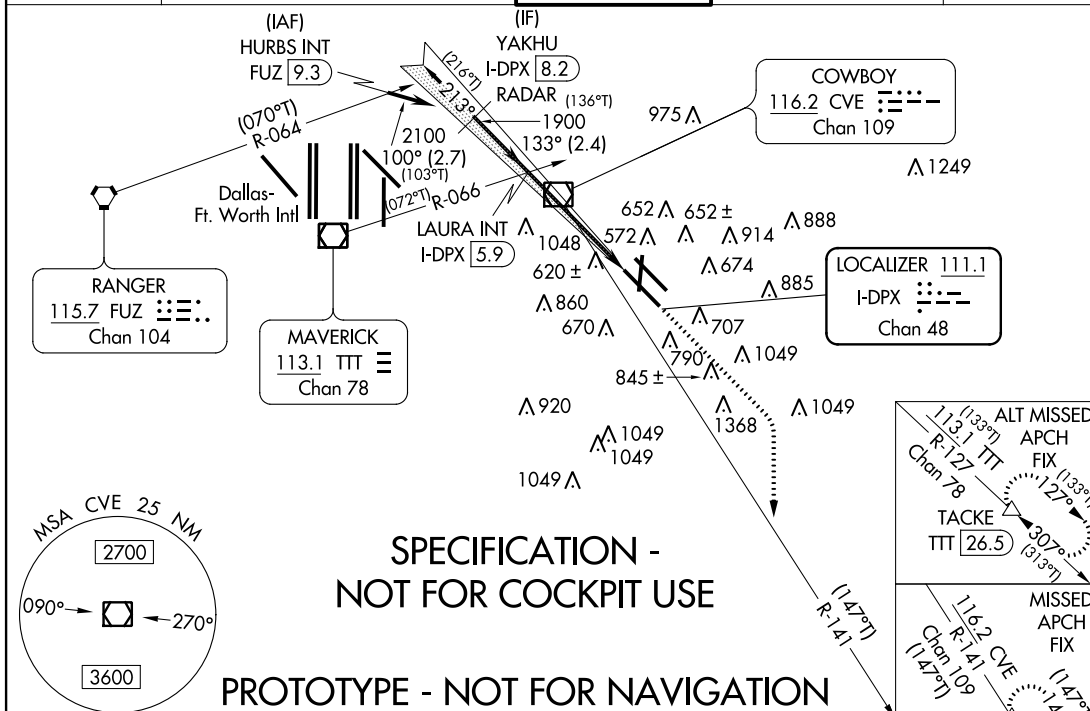 (IAF)
HURBS INT
FUZ 9.3
(IF)
YAKHU
I-DPX 8.2
RADAR
(216°T)
213°
(136°T)
1900
133° (2.4)
2100
100° (2.7)
(103°T)
(070°T)
R-064
(072°T) R-066
Dallas-
Ft. Worth Intl
LAURA INT
I-DPX 5.9
COWBOY
116.2 CVE
Chan 109
975
1249
652
652 ±
888
572
914
1048
620 ±
674
885
860
670
707
790
1049
845 ±
1368
1049
920
1049
1049
1049
LOCALIZER 111.1
I-DPX
Chan 48
RANGER
115.7 FUZ
Chan 104
MAVERICK
113.1 TTT
Chan 78
MSA CVE 25 NM
2700
090°
270°
3600
SPECIFICATION -
NOT FOR COCKPIT USE
PROTOTYPE - NOT FOR NAVIGATION
(147°T)
R-141
ALT MISSED
APCH
FIX
113.1 TTT
(133°T)
R-127
Chan 78
(133°T)
127°
TACKE
TTT 26.5
307°
(313°T)
MISSED
APCH
FIX
116.2 CVE
R-141
Chan 109
(147°T)